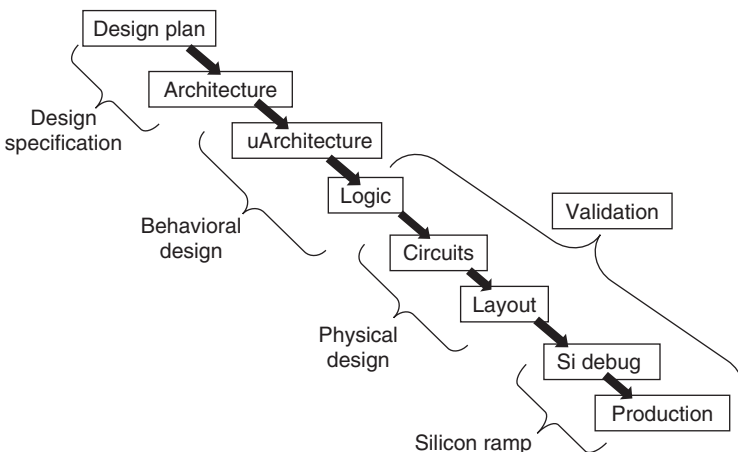 Design plan
Architecture
Design
specification
uArchitecture
Logic
Validation
Behavioral
design
Circuits
Layout
Physical
design
Si debug
Production
Silicon ramp